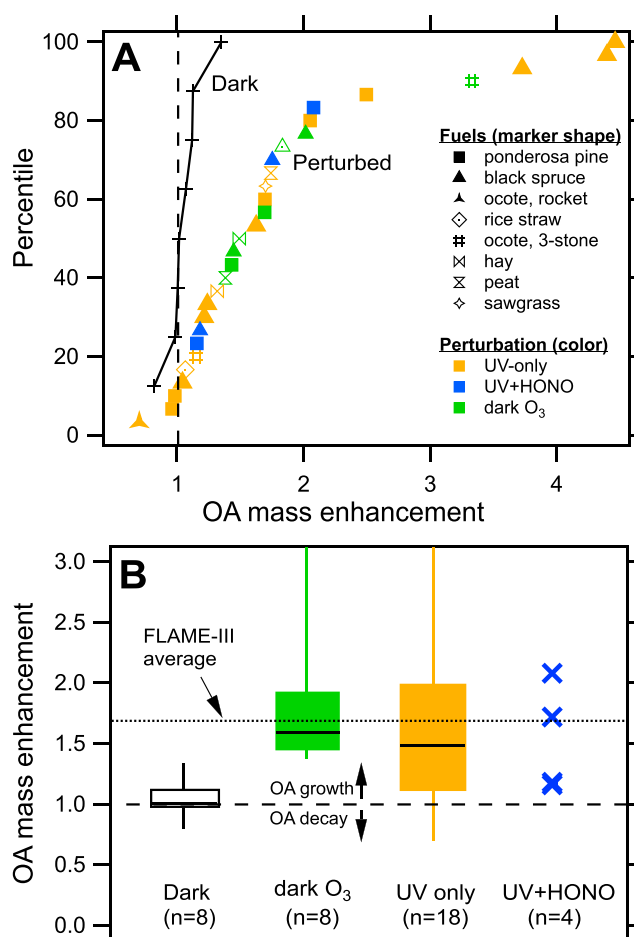 A
100
80
60
40
20
0
Percentile
Dark
Perturbed
Fuels (marker shape)
ponderosa pine
black spruce
ocote, rocket
rice straw
ocote, 3-stone
hay
peat
sawgrass
Perturbation (color)
UV-only
UV+HONO
dark O₃
1 2 3 4
OA mass enhancement
B
3.0
2.5
2.0
1.5
1.0
0.5
0.0
OA mass enhancement
FLAME-III
average
OA growth
OA decay
Dark dark O₃ UV only UV+HONO
(n=8) (n=8) (n=18) (n=4)